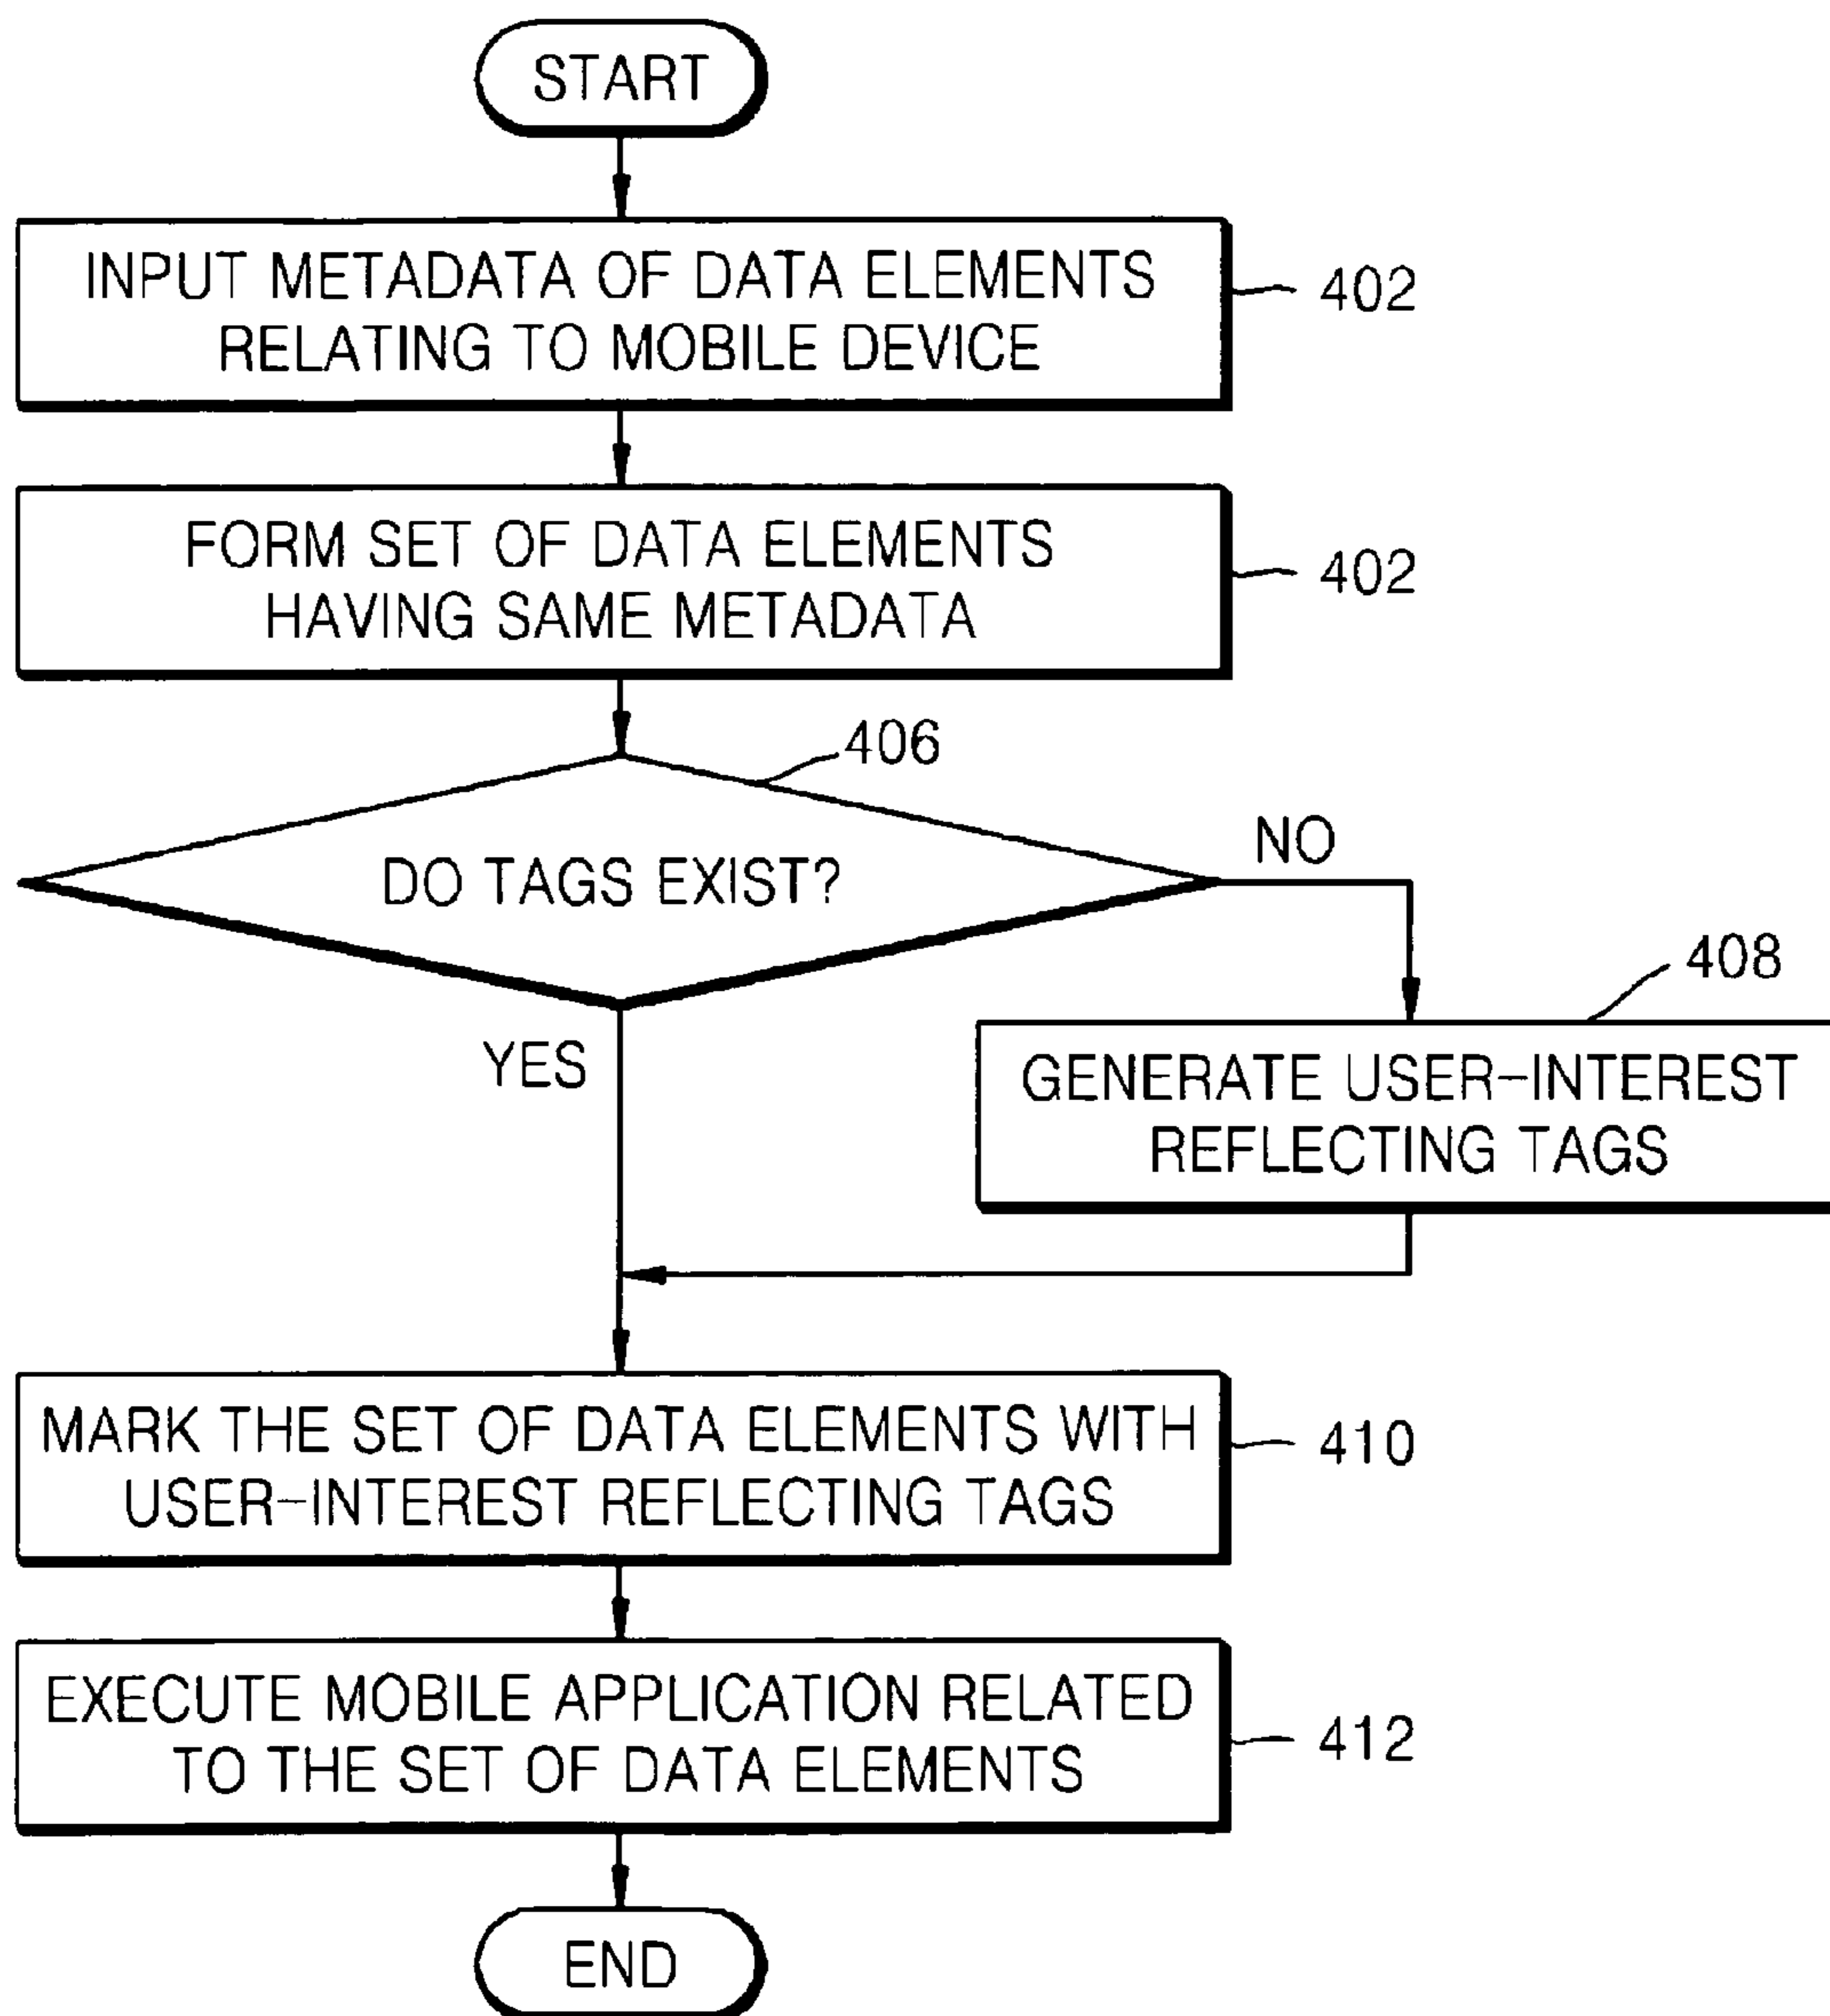 START
INPUT METADATA OF DATA ELEMENTS
RELATING TO MOBILE DEVICE
402
FORM SET OF DATA ELEMENTS
HAVING SAME METADATA
402
406
DO TAGS EXIST?
NO
YES
408
GENERATE USER-INTEREST
REFLECTING TAGS
MARK THE SET OF DATA ELEMENTS WITH
USER-INTEREST REFLECTING TAGS
410
EXECUTE MOBILE APPLICATION RELATED
TO THE SET OF DATA ELEMENTS
412
END